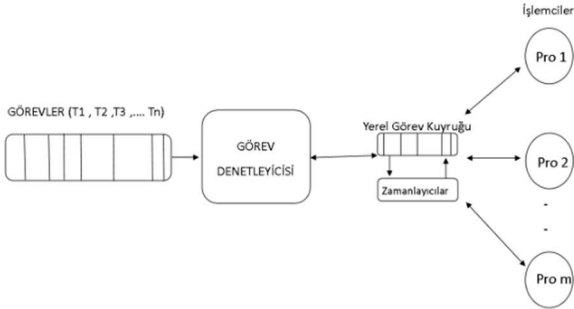 İşlemciler
Pro 1
GÖREVLER (T1 , T2 ,T3 ,.... Tn)
Yerel Görev Kuyruğu
GÖREV
DENETLEYİCİSİ
Pro 2
Zamanlayıcılar
-
-
Pro m